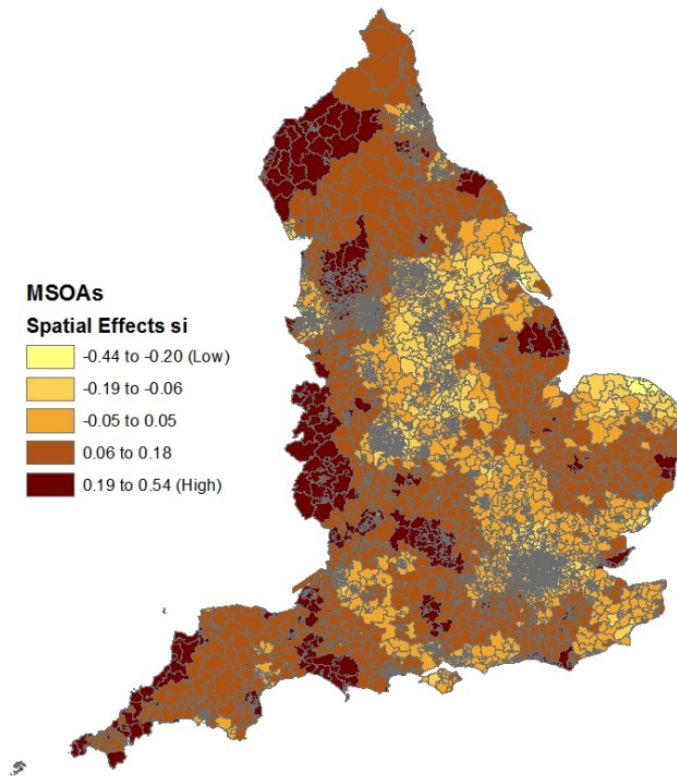 MSOAs
Spatial Effects si
-0.44 to -0.20 (Low)
-0.19 to -0.06
-0.05 to 0.05
0.06 to 0.18
0.19 to 0.54 (High)